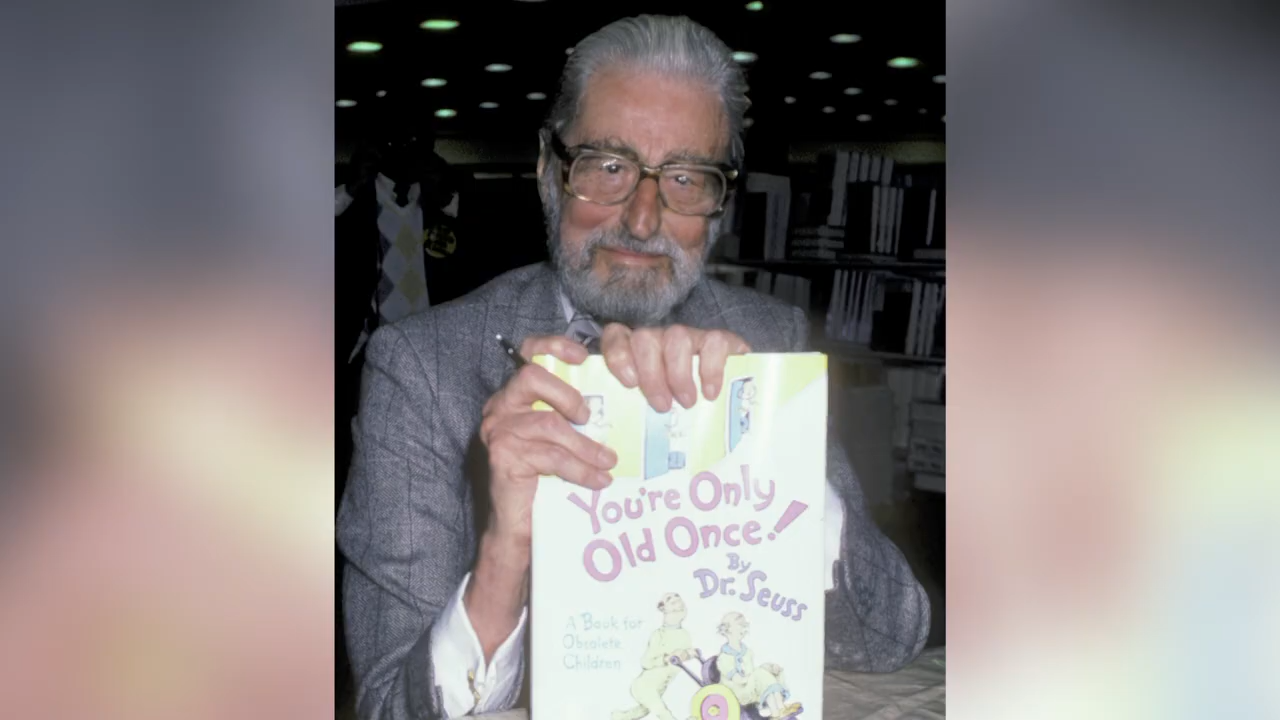 You're Only
Old Once!
By
Dr. Seuss
A Book for
Obsolete
Children